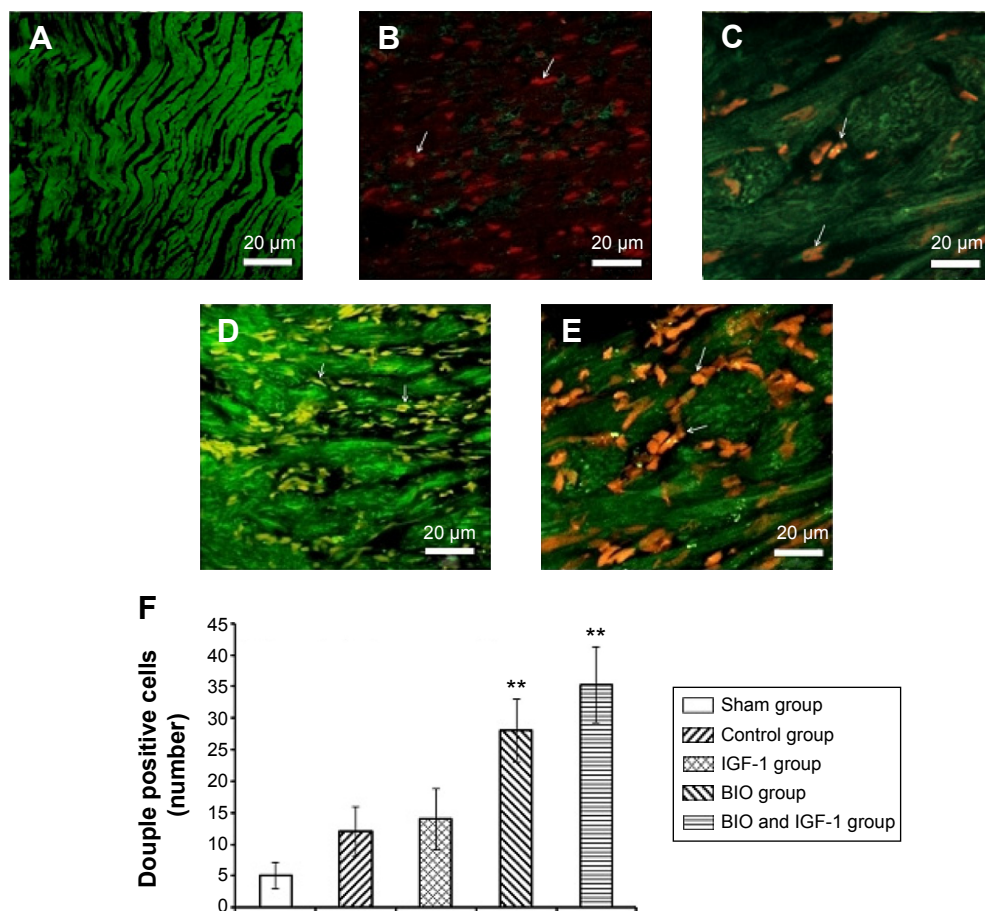 A
B
C
20 µm
20 µm
20 µm
D
E
20 µm
20 µm
F
Douple positive cells
(number)
45
40
35
30
25
20
15
10
5
0
**
**
Sham group
Control group
IGF-1 group
BIO group
BIO and IGF-1 group